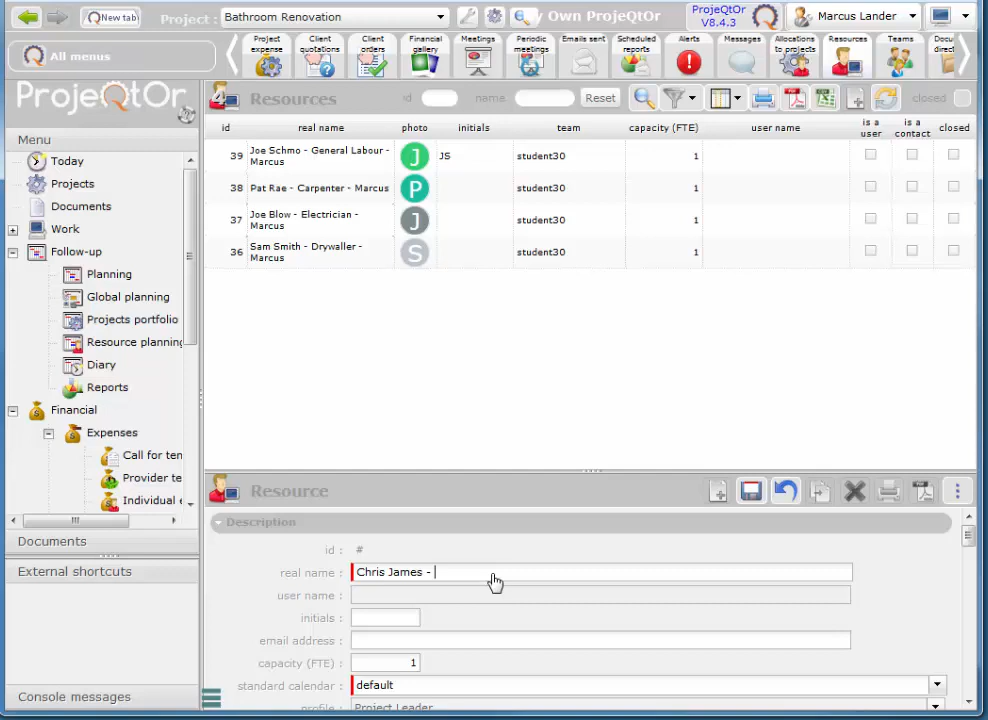 New tab
Project :
Bathroom Renovation
y Own ProjeQtOr
ProjeQtOr
V8.4.3
Marcus Lander
All menus
Project
expense
Client
quotations
Client
orders
Financial
gallery
Meetings
Periodic
meetings
Emails sent
Scheduled
reports
Alerts
Messages
Allocations
to projects
Resources
Teams
Docu
direct
ProjeQtOr
Resources
id
name
Reset
closed
Menu
id
real name
photo
initials
team
capacity (FTE)
user name
is a
user
is a
contact
closed
39
Joe Schmo - General Labour -
Marcus
J
JS
student30
1
38
Pat Rae - Carpenter - Marcus
P
student30
1
37
Joe Blow - Electrician -
Marcus
J
student30
1
36
Sam Smith - Drywaller -
Marcus
S
student30
1
Today
Projects
Documents
Work
Follow-up
Planning
Global planning
Projects portfolio
Resource planning
Diary
Reports
Financial
Expenses
Call for ten
Provider te
Individual e
Documents
External shortcuts
Console messages
Resource
Description
id :
#
real name :
Chris James -
user name :
initials :
email address :
capacity (FTE) :
1
standard calendar :
default
profile :
Project Leader